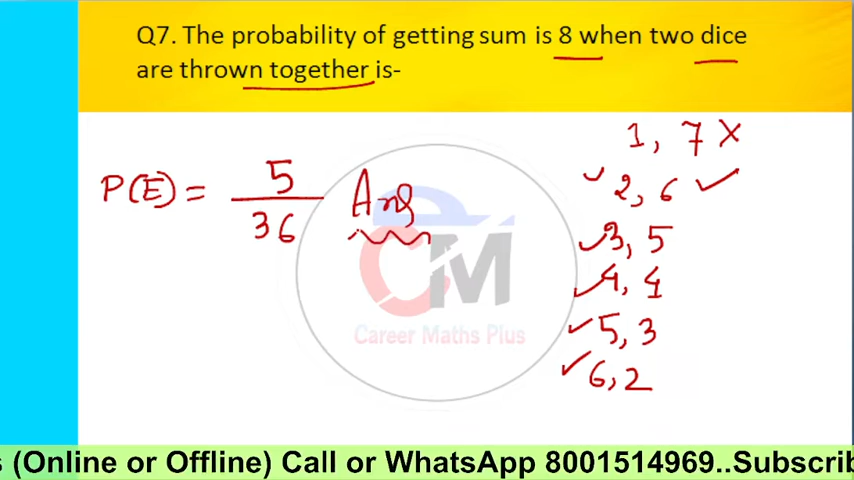 Q7. The probability of getting sum is 8 when two dice
are thrown together is-
1, 7 X
P(E) = 5/36 Ans
✓ 2, 6 ✓
✓ 3, 5
✓ 4, 4
✓ 5, 3
✓ 6, 2
CM
Career Maths Plus
s (Online or Offline) Call or WhatsApp 8001514969..Subscrib